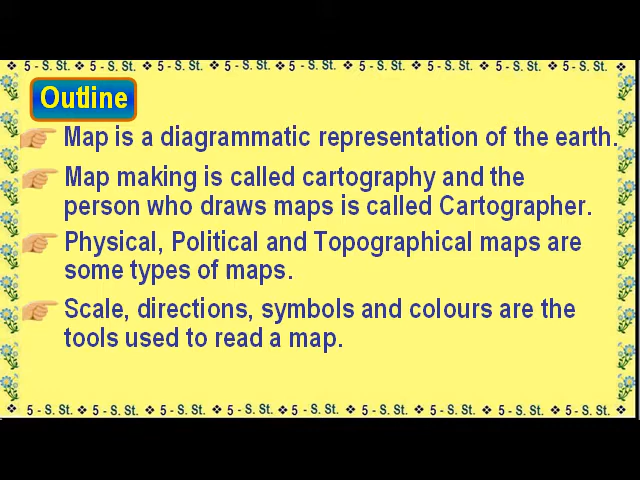 ❖ 5 - S. St. ❖ 5 - S. St. ❖ 5 - S. St. ❖ 5 - S. St. ❖ 5 - S. St. ❖ 5 - S. St. ❖ 5 - S. St. ❖ 5 - S. St. ❖ 5 - S. St. ❖
Outline
Map is a diagrammatic representation of the earth.
Map making is called cartography and the
person who draws maps is called Cartographer.
Physical, Political and Topographical maps are
some types of maps.
Scale, directions, symbols and colours are the
tools used to read a map.
❖ 5 - S. St. ❖ 5 - S. St. ❖ 5 - S. St. ❖ 5 - S. St. ❖ 5 - S. St. ❖ 5 - S. St. ❖ 5 - S. St. ❖ 5 - S. St. ❖ 5 - S. St. ❖